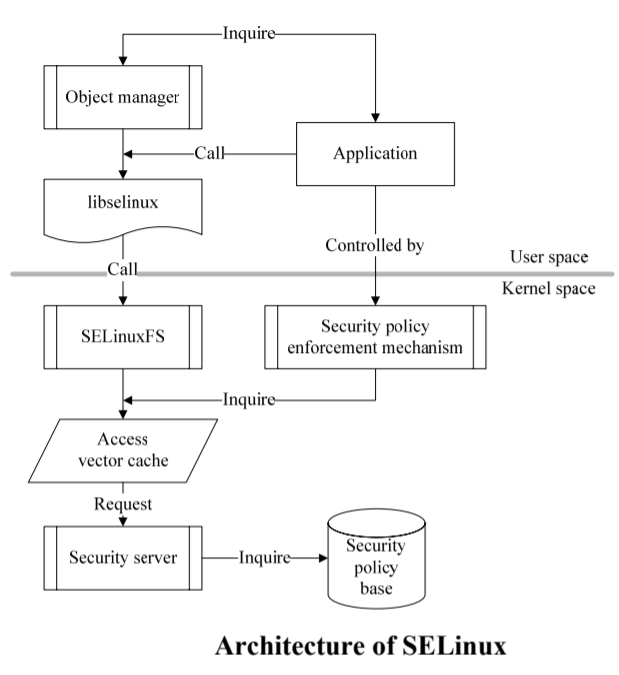 Inquire
Object manager
Call
Application
libselinux
Controlled by
User space
Call
Kernel space
SELinuxFS
Security policy
enforcement mechanism
Inquire
Access
vector cache
Request
Security server
Inquire
Security
policy
base
Architecture of SELinux